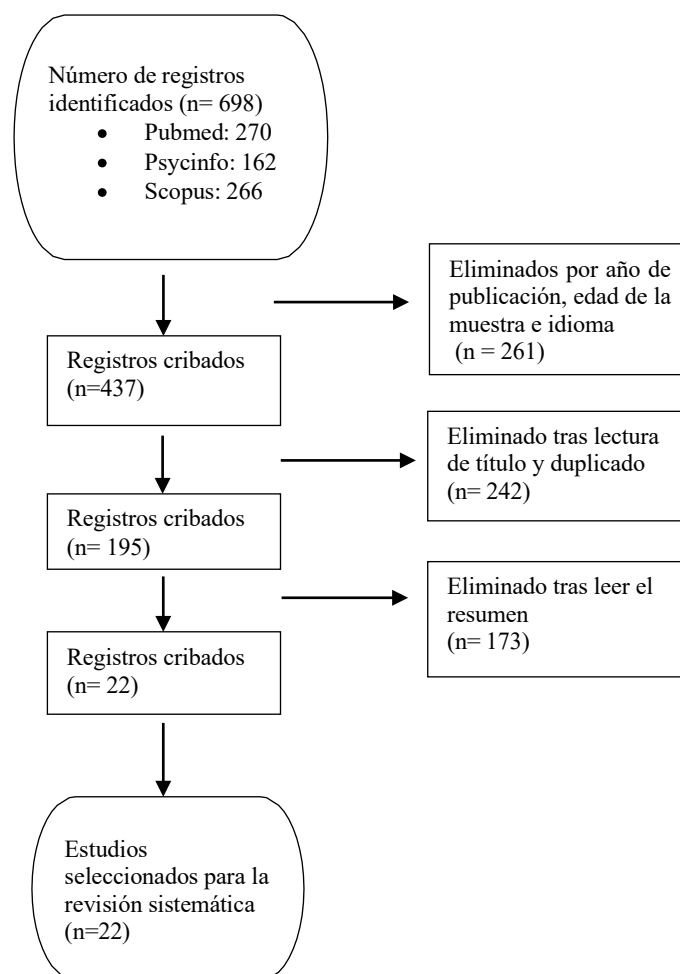 Número de registros
identificados (n= 698)
• Pubmed: 270
• Psycinfo: 162
• Scopus: 266
Eliminados por año de
publicación, edad de la
muestra e idioma
(n = 261)
Registros cribados
(n=437)
Eliminado tras lectura
de título y duplicado
(n= 242)
Registros cribados
(n= 195)
Eliminado tras leer el
resumen
(n= 173)
Registros cribados
(n= 22)
Estudios
seleccionados para la
revisión sistemática
(n=22)